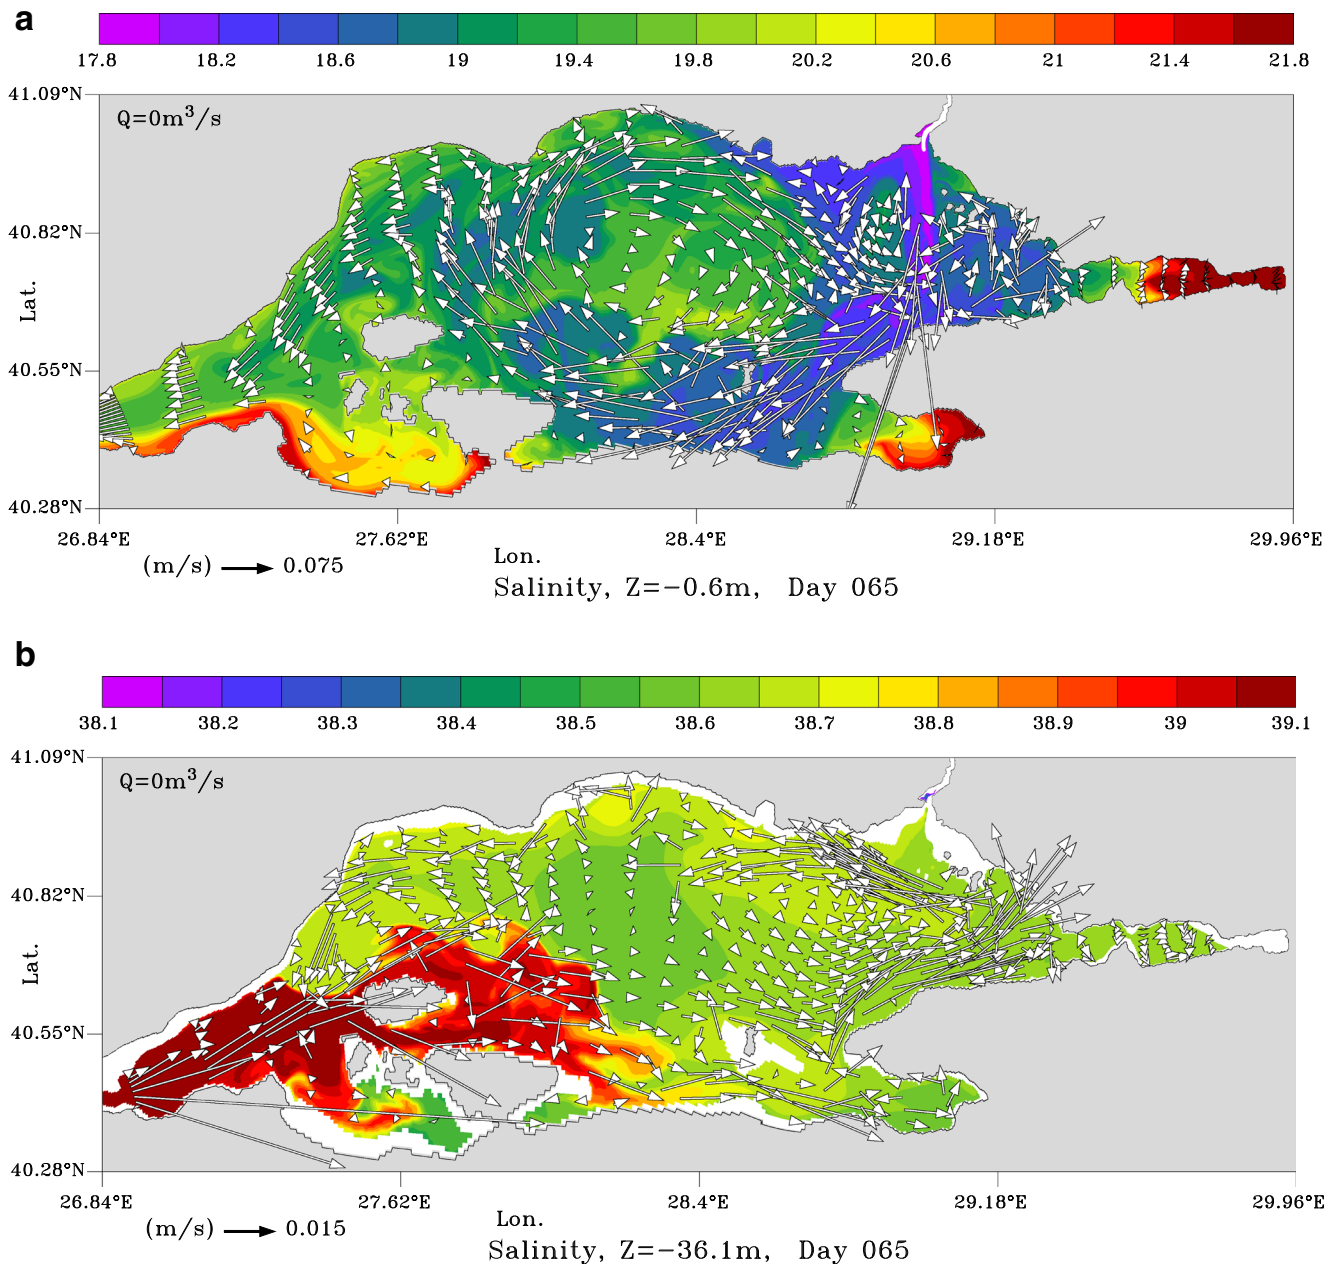 a
17.8 18.2 18.6 19 19.4 19.8 20.2 20.6 21 21.4 21.8
41.09°N
Q=0m³/s
40.82°N
Lat.
40.55°N
40.28°N
26.84°E 27.62°E 28.4°E 29.18°E 29.96°E
(m/s) 0.075
Lon.
Salinity, Z=−0.6m, Day 065
b
38.1 38.2 38.3 38.4 38.5 38.6 38.7 38.8 38.9 39 39.1
41.09°N
Q=0m³/s
40.82°N
Lat.
40.55°N
40.28°N
26.84°E 27.62°E 28.4°E 29.18°E 29.96°E
(m/s) 0.015
Lon.
Salinity, Z=−36.1m, Day 065